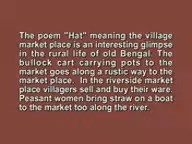 The poem "Hat" meaning the village
market place is an interesting glimpse
in the rural life of old Bengal. The
bullock cart carrying pots to the
market goes along a rustic way to the
market place. In the riverside market
place villagers sell and buy their ware.
Peasant women bring straw on a boat
to the market too along the river.